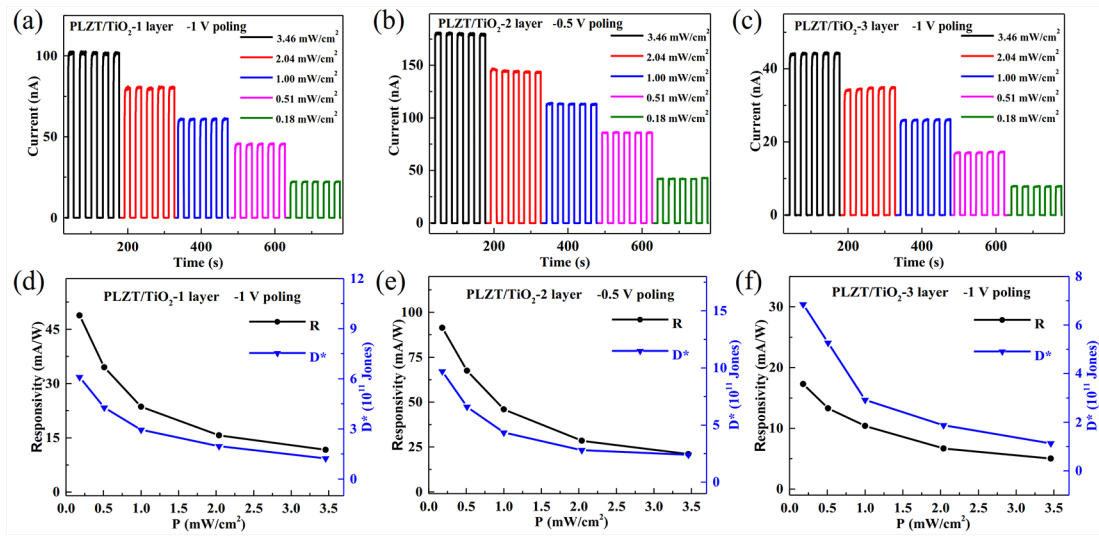 (a)
PLZT/TiO₂-1 layer -1 V poling
3.46 mW/cm²
2.04 mW/cm²
1.00 mW/cm²
0.51 mW/cm²
0.18 mW/cm²
Current (nA)
100
50
0
200 400 600
Time (s)
(b)
PLZT/TiO₂-2 layer -0.5 V poling
3.46 mW/cm²
2.04 mW/cm²
1.00 mW/cm²
0.51 mW/cm²
0.18 mW/cm²
Current (nA)
150
100
50
0
200 400 600
Time (s)
(c)
PLZT/TiO₂-3 layer -1 V poling
3.46 mW/cm²
2.04 mW/cm²
1.00 mW/cm²
0.51 mW/cm²
0.18 mW/cm²
Current (nA)
40
20
0
200 400 600
Time (s)
(d)
PLZT/TiO₂-1 layer -1 V poling
R
D*
Responsivity (mA/W)
45
30
15
0
D* (10¹¹ Jones)
12
9
6
3
0
0.0 0.5 1.0 1.5 2.0 2.5 3.0 3.5
P (mW/cm²)
(e)
PLZT/TiO₂-2 layer -0.5 V poling
R
D*
Responsivity (mA/W)
100
75
50
25
0
D* (10¹¹ Jones)
15
10
5
0
0.0 0.5 1.0 1.5 2.0 2.5 3.0 3.5
P (mW/cm²)
(f)
PLZT/TiO₂-3 layer -1 V poling
R
D*
Responsivity (mA/W)
30
20
10
0
D* (10¹¹ Jones)
8
6
4
2
0
0.0 0.5 1.0 1.5 2.0 2.5 3.0 3.5
P (mW/cm²)